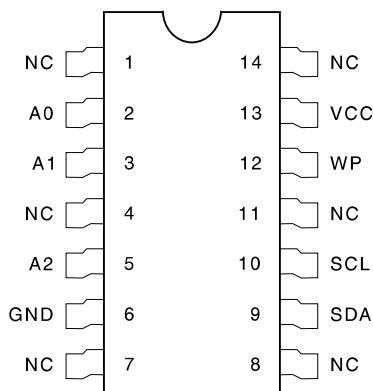 NC 1 14 NC
A0 2 13 VCC
A1 3 12 WP
NC 4 11 NC
A2 5 10 SCL
GND 6 9 SDA
NC 7 8 NC